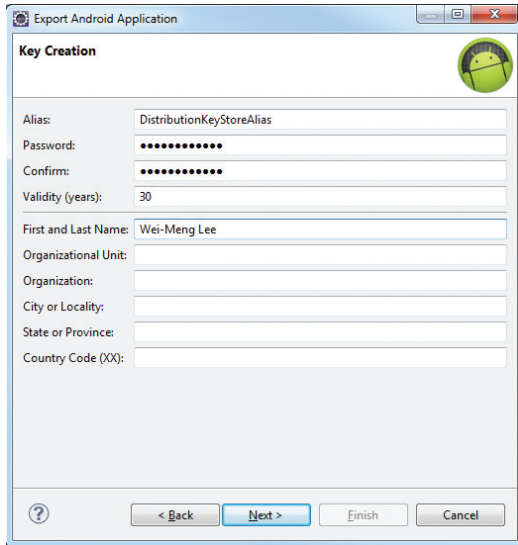 Export Android Application
Key Creation
Alias: DistributionKeyStoreAlias
Password: ●●●●●●●●●●●●
Confirm: ●●●●●●●●●●●●
Validity (years): 30
First and Last Name: Wei-Meng Lee
Organizational Unit:
Organization:
City or Locality:
State or Province:
Country Code (XX):
? < Back Next > Finish Cancel